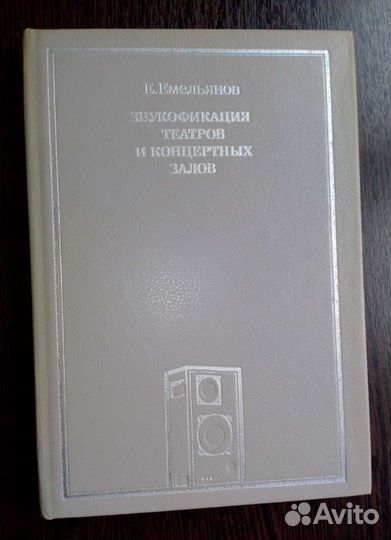 Е. Емельянов
ЗВУКОФИКАЦИЯ
ТЕАТРОВ
И КОНЦЕРТНЫХ
ЗАЛОВ
Avito